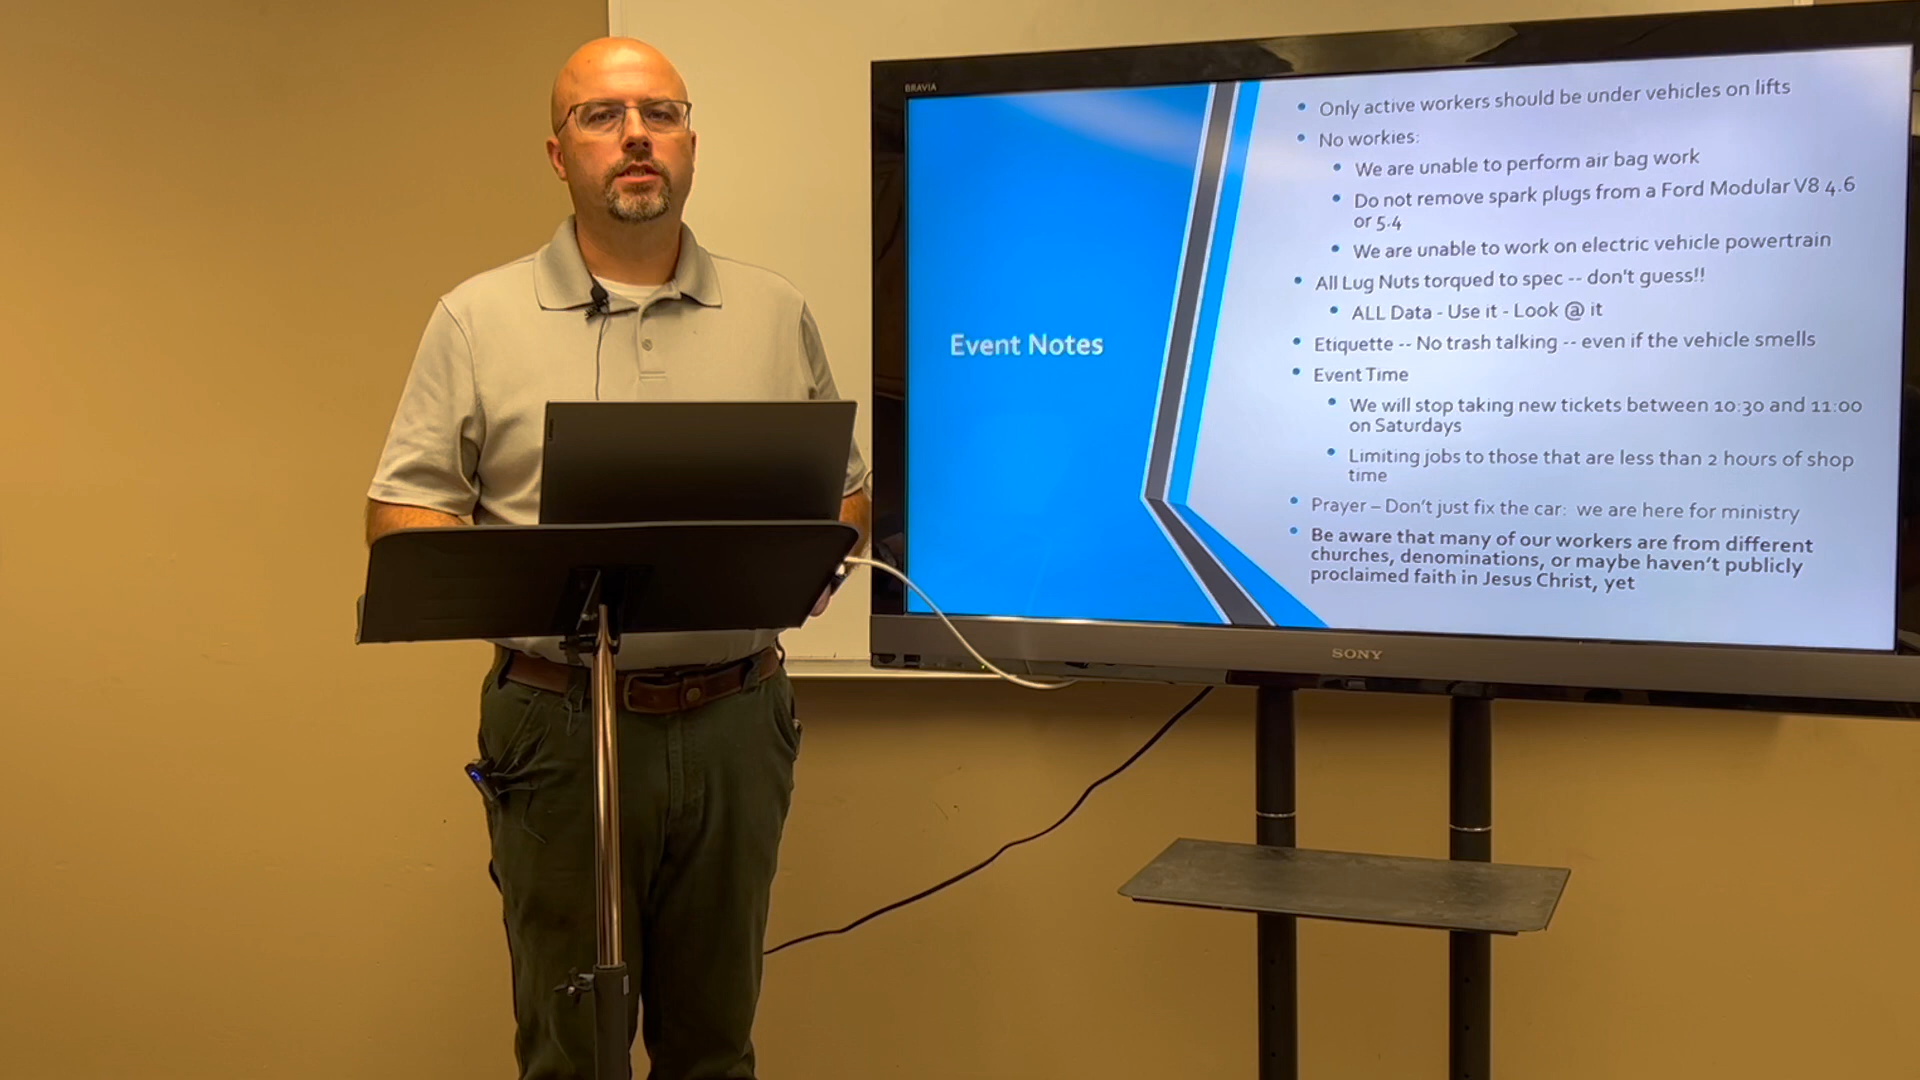 BRAVIA
Event Notes
Only active workers should be under vehicles on lifts
No workies:
We are unable to perform air bag work
Do not remove spark plugs from a Ford Modular V8 4.6
or 5.4
We are unable to work on electric vehicle powertrain
All Lug Nuts torqued to spec -- don't guess!!
ALL Data - Use it - Look @ it
Etiquette -- No trash talking -- even if the vehicle smells
Event Time
We will stop taking new tickets between 10:30 and 11:00
on Saturdays
Limiting jobs to those that are less than 2 hours of shop
time
Prayer – Don't just fix the car: we are here for ministry
Be aware that many of our workers are from different
churches, denominations, or maybe haven't publicly
proclaimed faith in Jesus Christ, yet
SONY